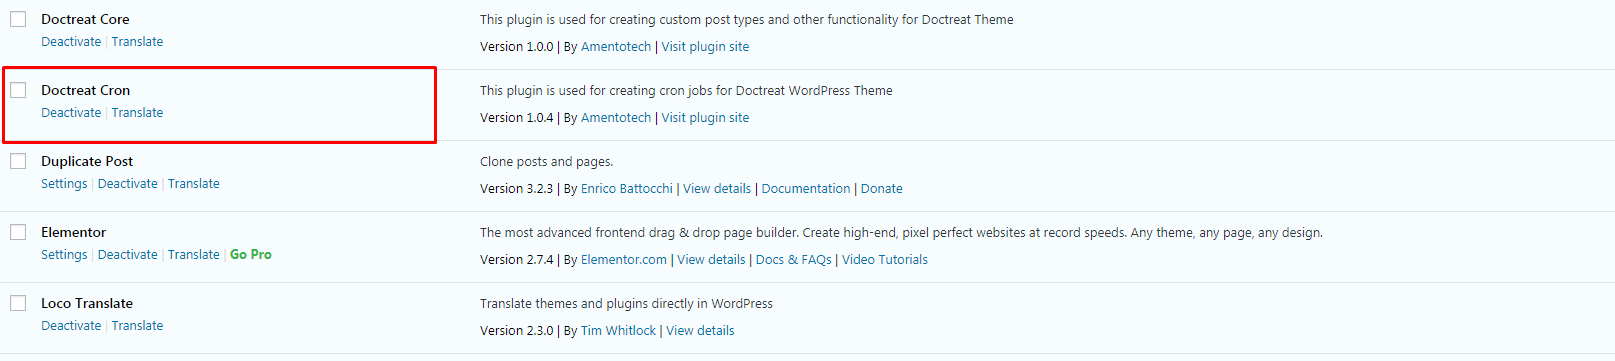 Doctreat Core
This plugin is used for creating custom post types and other functionality for Doctreat Theme
Deactivate | Translate
Version 1.0.0 | By Amentotech | Visit plugin site
Doctreat Cron
This plugin is used for creating cron jobs for Doctreat WordPress Theme
Deactivate | Translate
Version 1.0.4 | By Amentotech | Visit plugin site
Duplicate Post
Clone posts and pages.
Settings | Deactivate | Translate
Version 3.2.3 | By Enrico Battocchi | View details | Documentation | Donate
Elementor
The most advanced frontend drag & drop page builder. Create high-end, pixel perfect websites at record speeds. Any theme, any page, any design.
Settings | Deactivate | Translate | Go Pro
Version 2.7.4 | By Elementor.com | View details | Docs & FAQs | Video Tutorials
Loco Translate
Translate themes and plugins directly in WordPress
Deactivate | Translate
Version 2.3.0 | By Tim Whitlock | View details